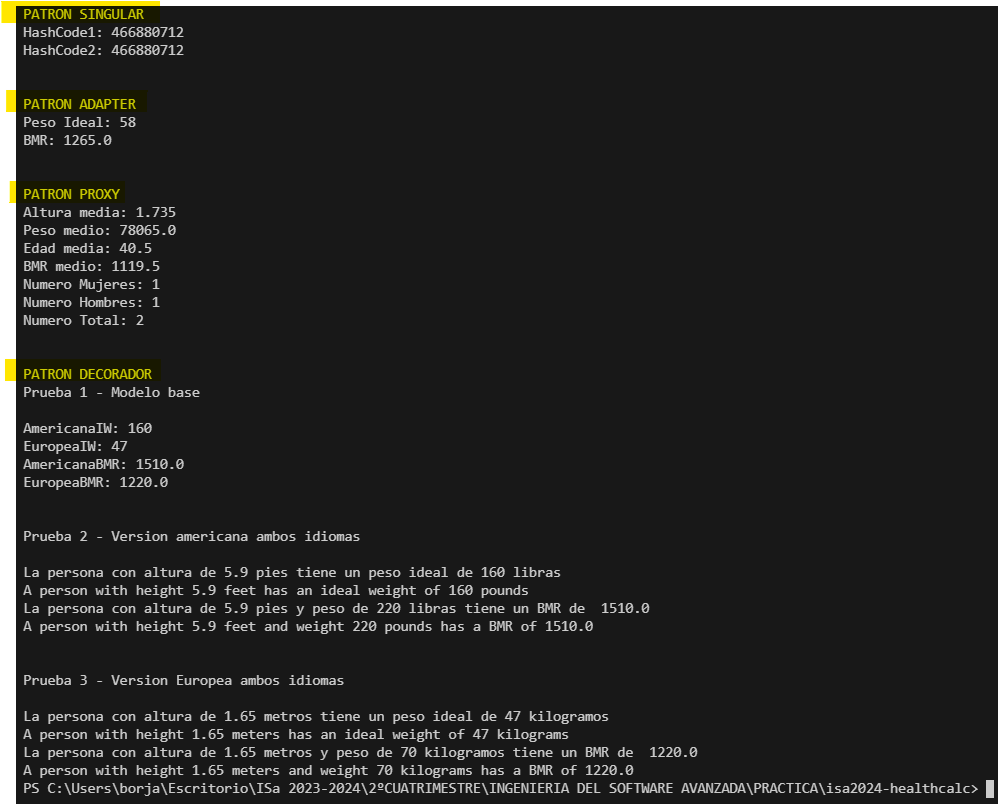 PATRON SINGULAR
HashCode1: 466880712
HashCode2: 466880712
PATRON ADAPTER
Peso Ideal: 58
BMR: 1265.0
PATRON PROXY
Altura media: 1.735
Peso medio: 78065.0
Edad media: 40.5
BMR medio: 1119.5
Numero Mujeres: 1
Numero Hombres: 1
Numero Total: 2
PATRON DECORADOR
Prueba 1 - Modelo base
AmericanaIW: 160
EuropeaIW: 47
AmericanaBMR: 1510.0
EuropeaBMR: 1220.0
Prueba 2 - Version americana ambos idiomas
La persona con altura de 5.9 pies tiene un peso ideal de 160 libras
A person with height 5.9 feet has an ideal weight of 160 pounds
La persona con altura de 5.9 pies y peso de 220 libras tiene un BMR de  1510.0
A person with height 5.9 feet and weight 220 pounds has a BMR of 1510.0
Prueba 3 - Version Europea ambos idiomas
La persona con altura de 1.65 metros tiene un peso ideal de 47 kilogramos
A person with height 1.65 meters has an ideal weight of 47 kilograms
La persona con altura de 1.65 metros y peso de 70 kilogramos tiene un BMR de  1220.0
A person with height 1.65 meters and weight 70 kilograms has a BMR of 1220.0
PS C:\Users\borja\Escritorio\ISa 2023-2024\2ºCUATRIMESTRE\INGENIERIA DEL SOFTWARE AVANZADA\PRACTICA\isa2024-healthcalc>